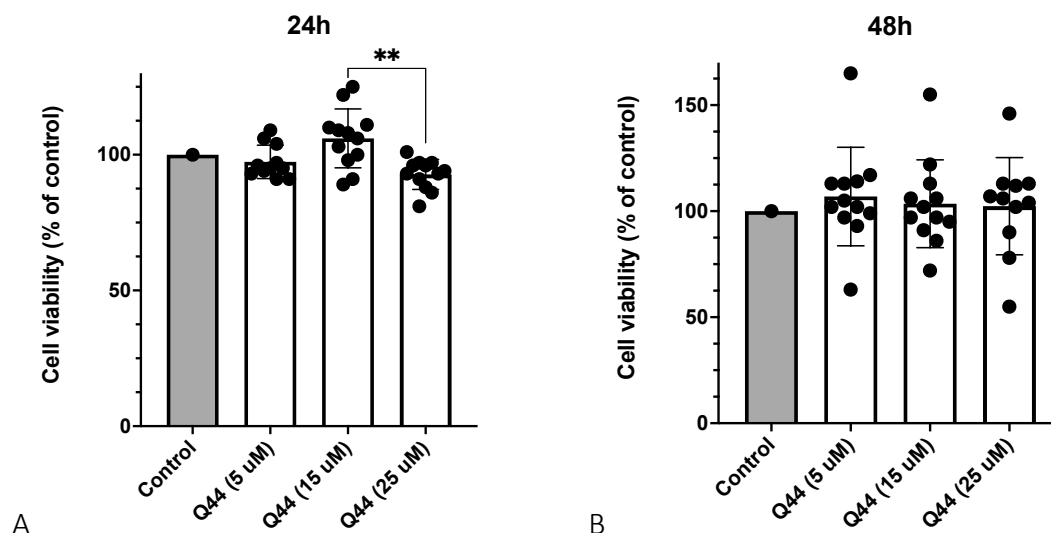 24h
**
Cell viability (% of control)
100
50
0
Control
Q44 (5 uM)
Q44 (15 uM)
Q44 (25 uM)
A
48h
Cell viability (% of control)
150
100
50
0
Control
Q44 (5 uM)
Q44 (15 uM)
Q44 (25 uM)
B